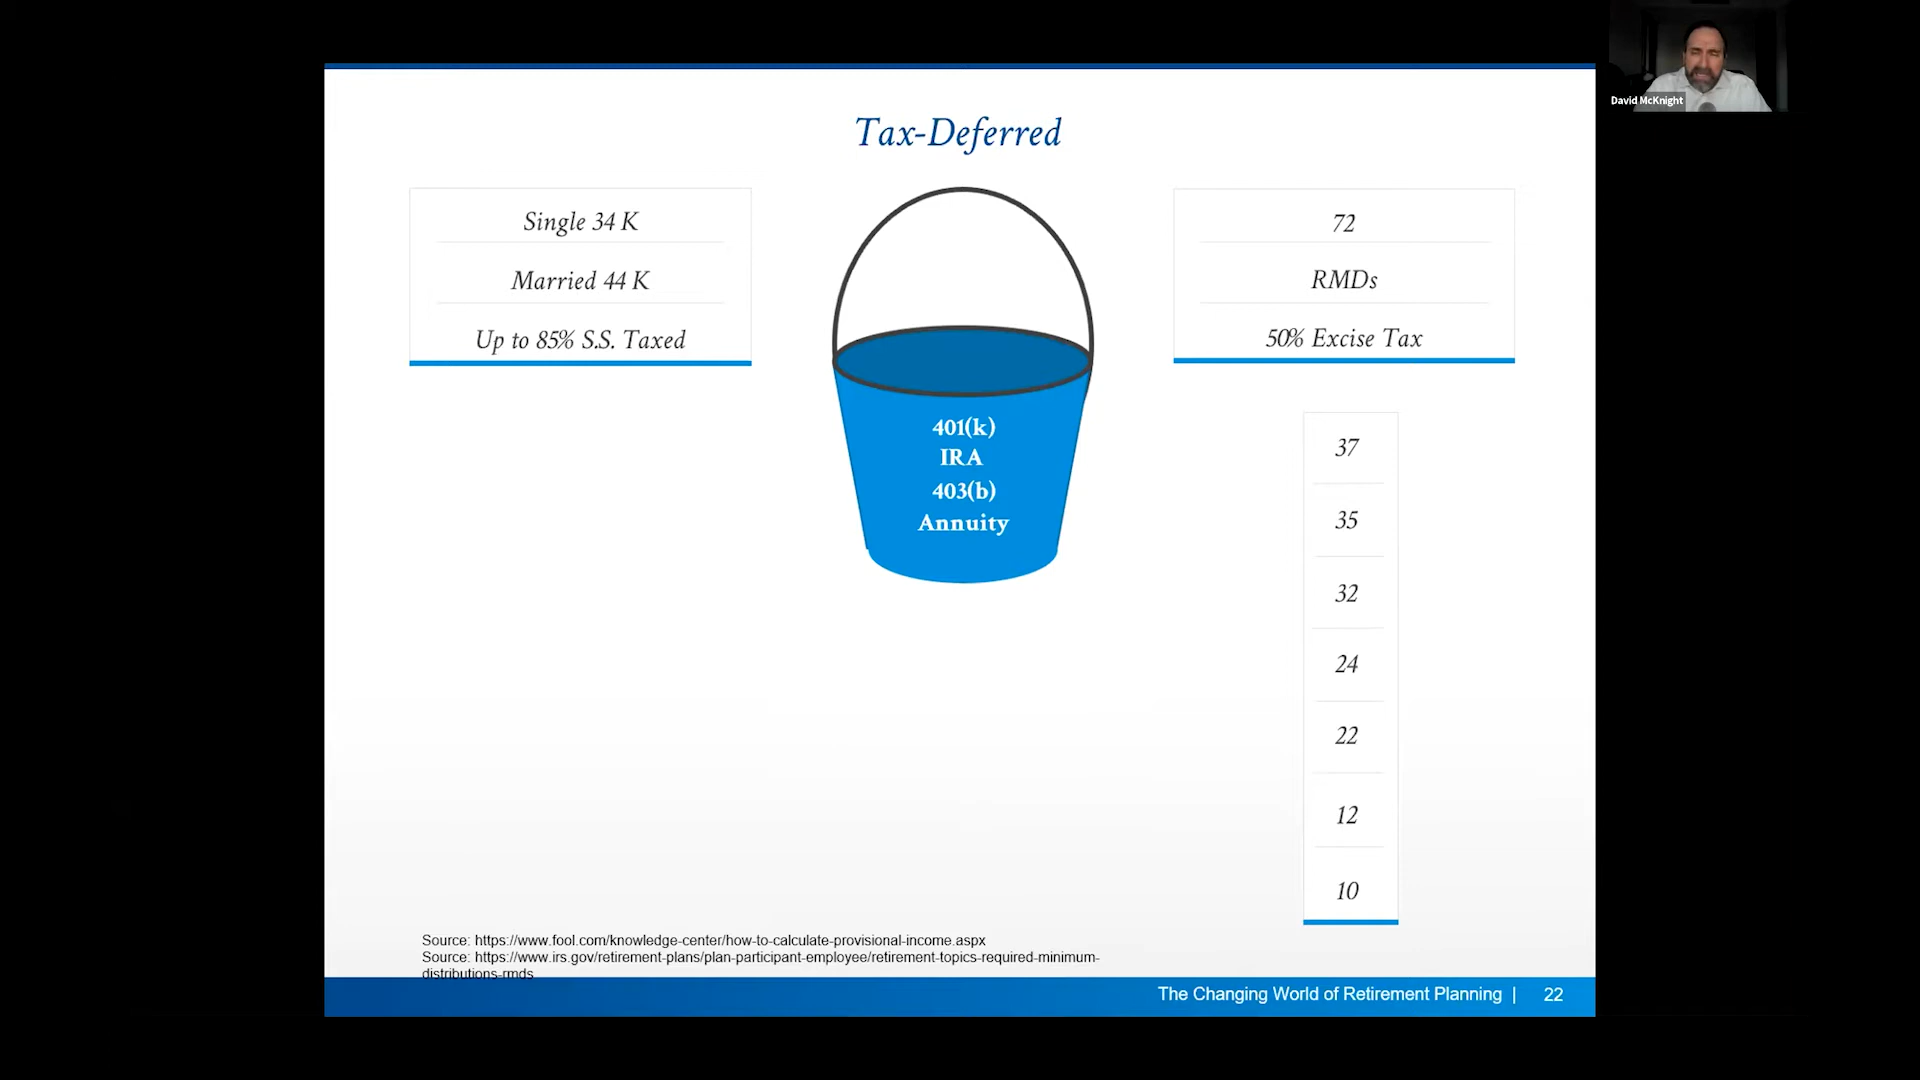 David McKnight
Tax-Deferred
Single 34 K
Married 44 K
Up to 85% S.S. Taxed
72
RMDs
50% Excise Tax
401(k)
IRA
403(b)
Annuity
37
35
32
24
22
12
10
Source: https://www.fool.com/knowledge-center/how-to-calculate-provisional-income.aspx
Source: https://www.irs.gov/retirement-plans/plan-participant-employee/retirement-topics-required-minimum-
distributions-rmds
The Changing World of Retirement Planning | 22